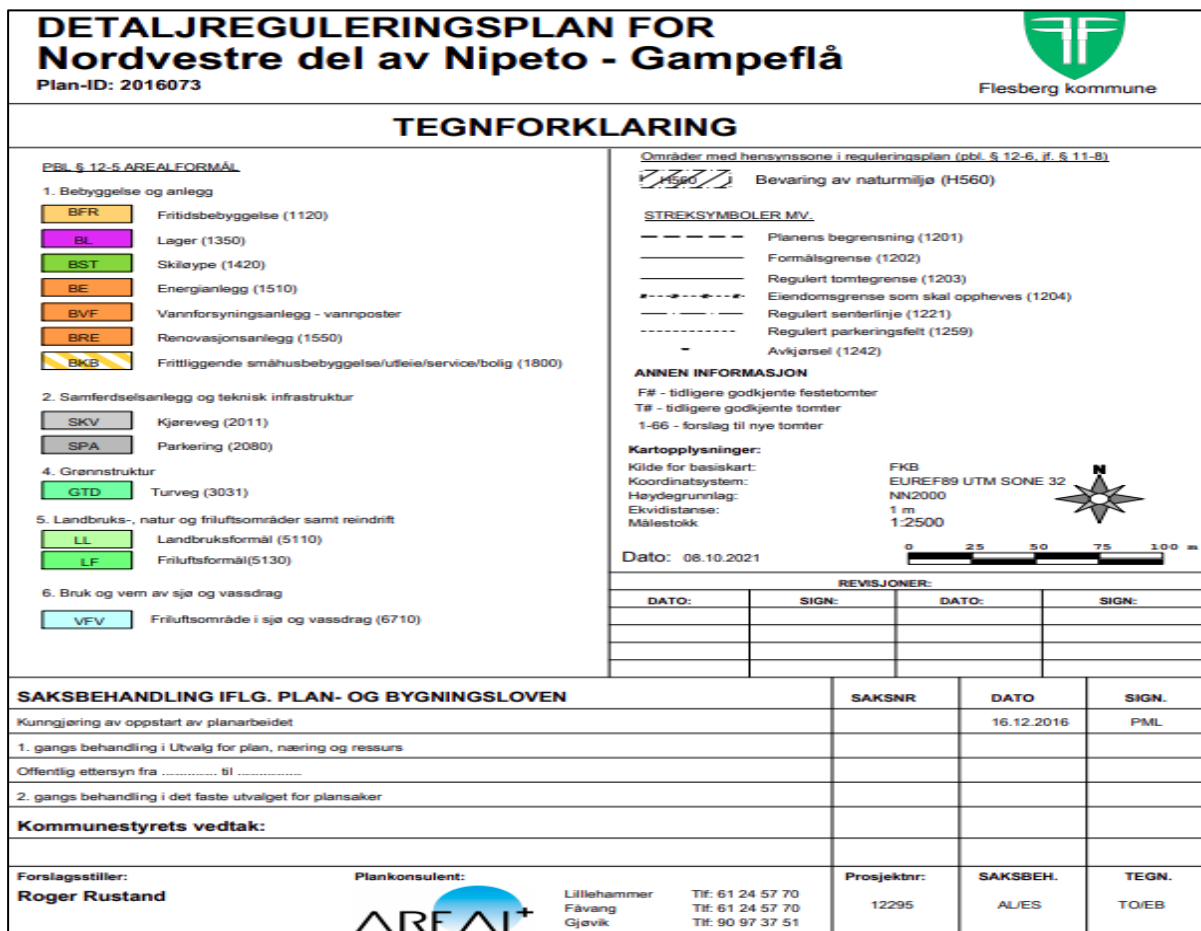 DETALJREGULERINGSPLAN FOR
Nordvestre del av Nipeto - Gampeflå
Plan-ID: 2016073
Flesberg kommune
TEGNFORKLARING
PBL § 12-5 AREALFORMÅL
1. Bebyggelse og anlegg
BFR Fritidsbebyggelse (1120)
BL Lager (1350)
BST Skiløype (1420)
BE Energianlegg (1510)
BVF Vannforsyningsanlegg - vannposter
BRE Renovasjonsanlegg (1550)
BKB Frittliggende småhusbebyggelse/utleie/service/bolig (1800)
2. Samferdselsanlegg og teknisk infrastruktur
SKV Kjøreveg (2011)
SPA Parkering (2080)
4. Grønnstruktur
GTD Turveg (3031)
5. Landbruks-, natur og friluftsområder samt reindrift
LL Landbruksformål (5110)
LF Friluftsformål(5130)
6. Bruk og vern av sjø og vassdrag
VFV Friluftsområde i sjø og vassdrag (6710)
Områder med hensynssone i reguleringsplan (pbl. § 12-6, jf. § 11-8)
H560 Bevaring av naturmiljø (H560)
STREKSYMBOLER MV.
Planens begrensning (1201)
Formålsgrense (1202)
Regulert tomtegrense (1203)
Eiendomsgrense som skal oppheves (1204)
Regulert senterlinje (1221)
Regulert parkeringsfelt (1259)
Avkjørsel (1242)
ANNEN INFORMASJON
F# - tidligere godkjente festetomter
T# - tidligere godkjente tomter
1-66 - forslag til nye tomter
Kartopplysninger:
Kilde for basiskart: FKB
Koordinatsystem: EUREF89 UTM SONE 32
Høydegrunnlag: NN2000
Ekvidistanse: 1 m
Målestokk 1:2500
N
Dato: 08.10.2021
0 25 50 75 100 m
REVISJONER:
DATO: SIGN: DATO: SIGN:
SAKSBEHANDLING IFLG. PLAN- OG BYGNINGSLOVEN SAKSNR DATO SIGN.
Kunngjøring av oppstart av planarbeidet 16.12.2016 PML
1. gangs behandling i Utvalg for plan, næring og ressurs
Offentlig ettersyn fra ............. til ...............
2. gangs behandling i det faste utvalget for plansaker
Kommunestyrets vedtak:
Forslagsstiller: Plankonsulent: Prosjektnr: SAKSBEH. TEGN.
Roger Rustand AREAL+ 12295 AL/ES TO/EB
Lilllehammer Tlf: 61 24 57 70
Fåvang Tlf: 61 24 57 70
Gjøvik Tlf: 90 97 37 51